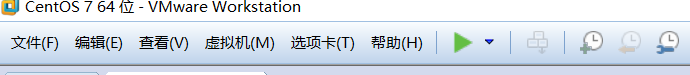 CentOS 7 64 位 - VMware Workstation
文件(F) 编辑(E) 查看(V) 虚拟机(M) 选项卡(T) 帮助(H)